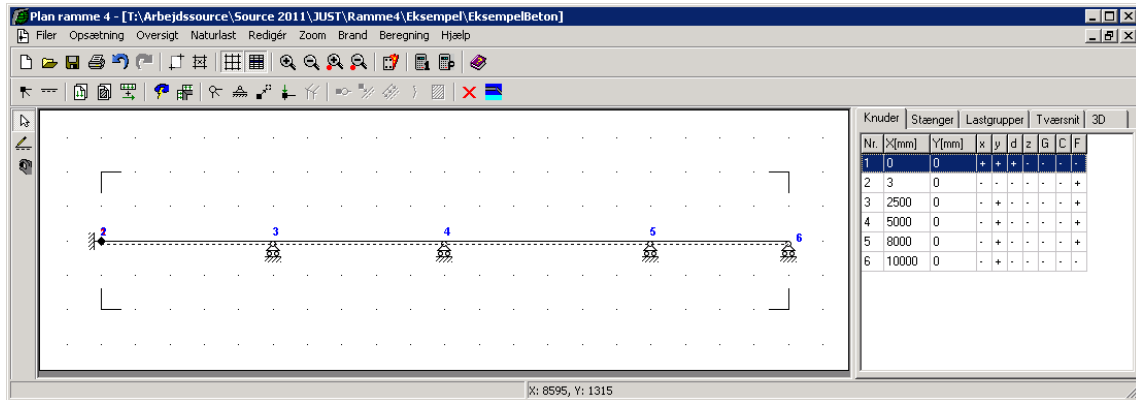 Plan ramme 4 - [T:\Arbejdssource\Source 2011\JUST\Ramme4\Eksempel\EksempelBeton]
Filer Opsætning Oversigt Naturlast Redigér Zoom Brand Beregning Hjælp
Knuder Stænger Lastgrupper Tværsnit 3D
Nr. X[mm] Y[mm] x y d z G C F
1 0 0 + + + - - - -
2 3 0 - - - - - - +
3 2500 0 - + - - - - +
4 5000 0 - + - - - - +
5 8000 0 - + - - - - +
6 10000 0 - + - - - - -
2 3 4 5 6
X: 8595, Y: 1315